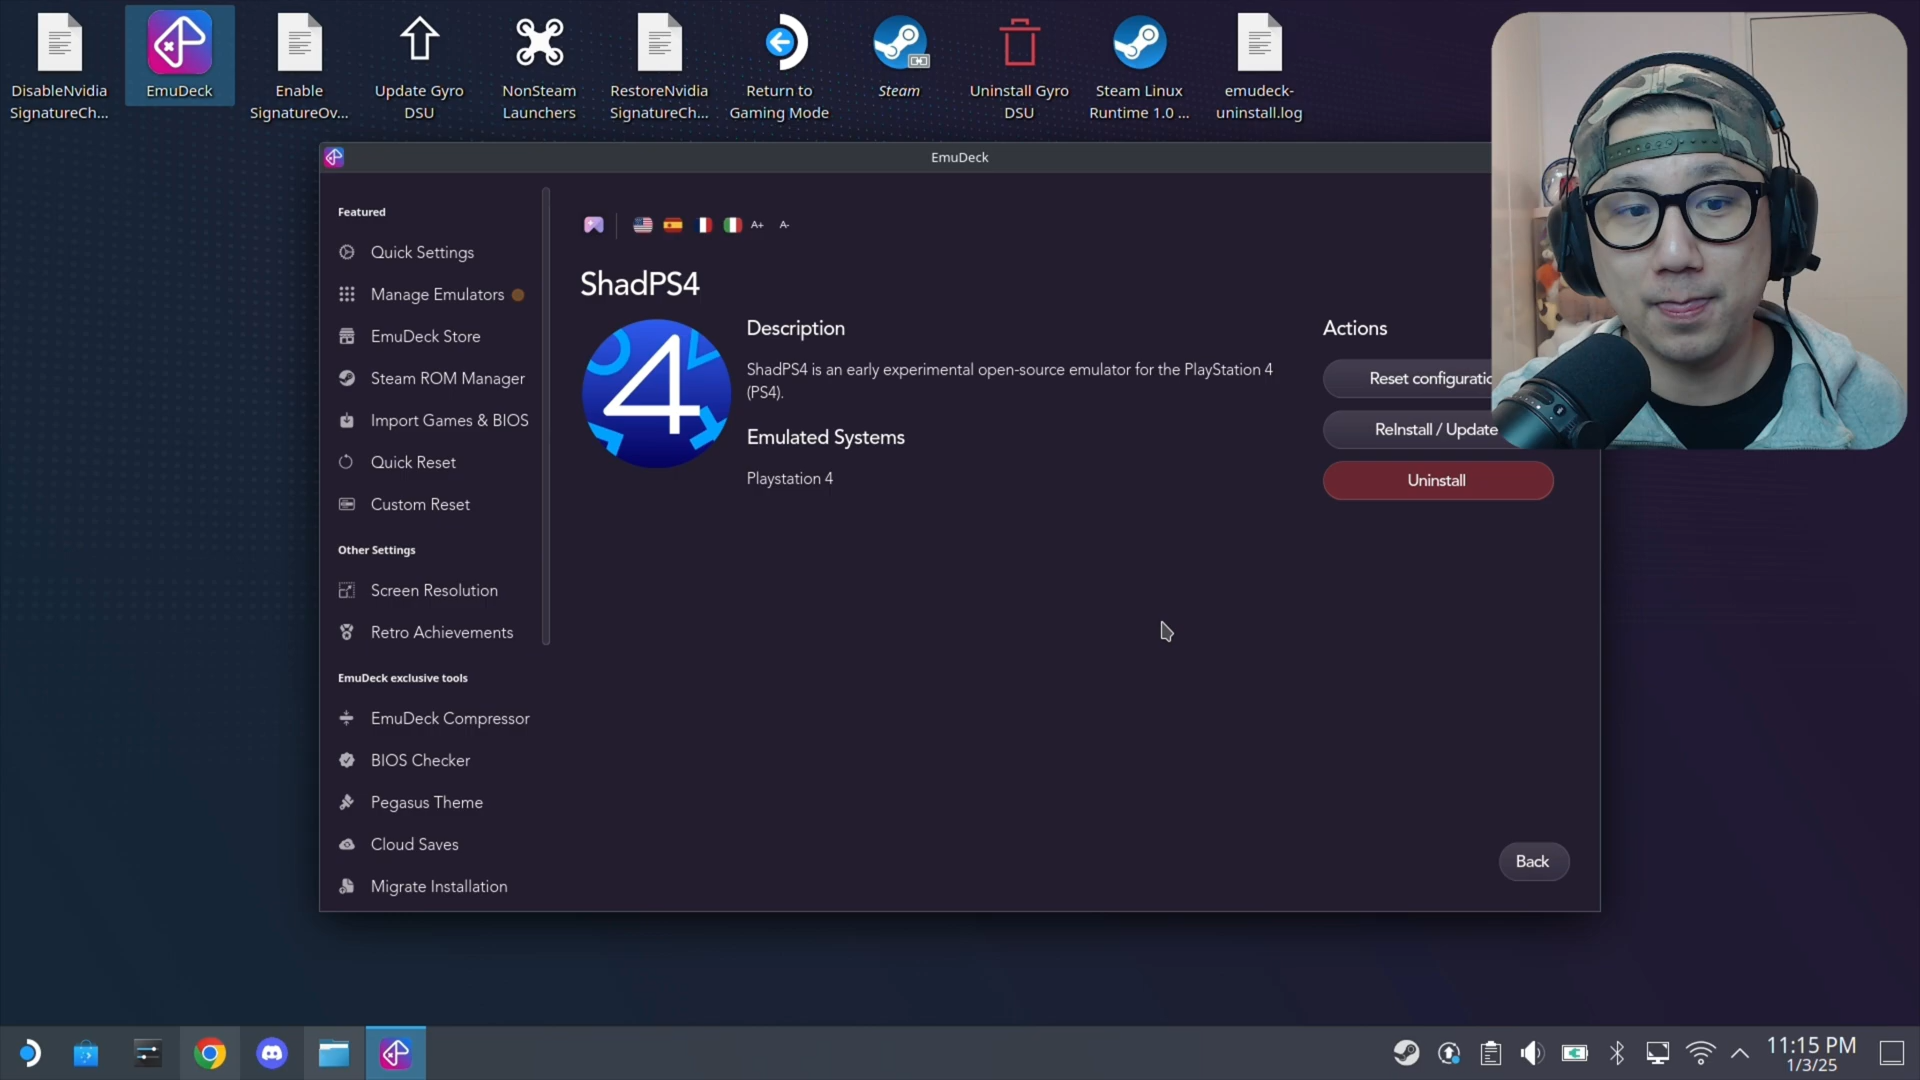 DisableNvidia
SignatureCh...
EmuDeck
Enable
SignatureOv...
Update Gyro
DSU
NonSteam
Launchers
RestoreNvidia
SignatureCh...
Return to
Gaming Mode
Steam
Uninstall Gyro
DSU
Steam Linux
Runtime 1.0 ...
emudeck-
uninstall.log
EmuDeck
Featured
Quick Settings
Manage Emulators
EmuDeck Store
Steam ROM Manager
Import Games & BIOS
Quick Reset
Custom Reset
Other Settings
Screen Resolution
Retro Achievements
EmuDeck exclusive tools
EmuDeck Compressor
BIOS Checker
Pegasus Theme
Cloud Saves
Migrate Installation
A+
A-
ShadPS4
4
Description
ShadPS4 is an early experimental open-source emulator for the PlayStation 4
(PS4).
Emulated Systems
Playstation 4
Actions
Reset configuratio
ReInstall / Update
Uninstall
Back
11:15 PM
1/3/25